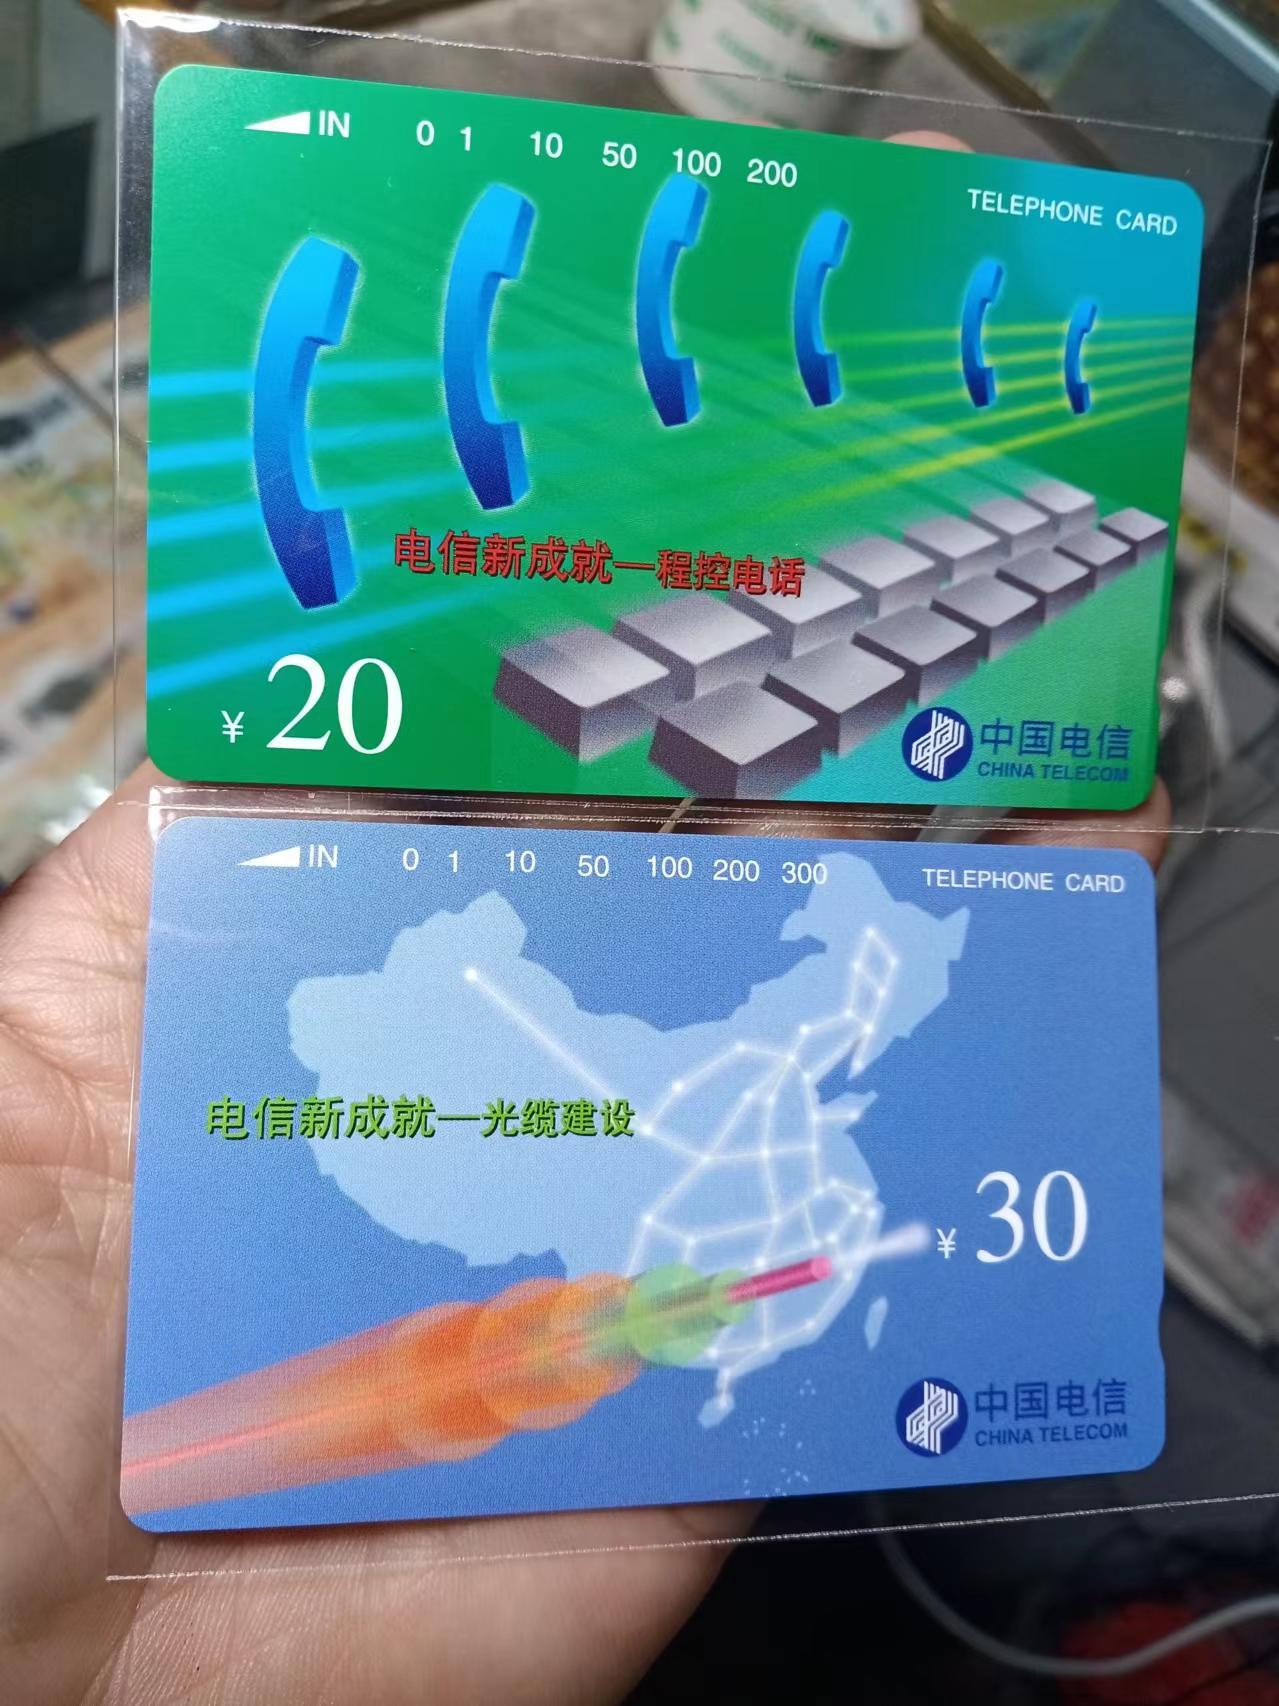 IN 0 1 10 50 100 200
TELEPHONE CARD
电信新成就—程控电话
¥ 20
中国电信
CHINA TELECOM
IN 0 1 10 50 100 200 300
TELEPHONE CARD
电信新成就—光缆建设
¥ 30
中国电信
CHINA TELECOM